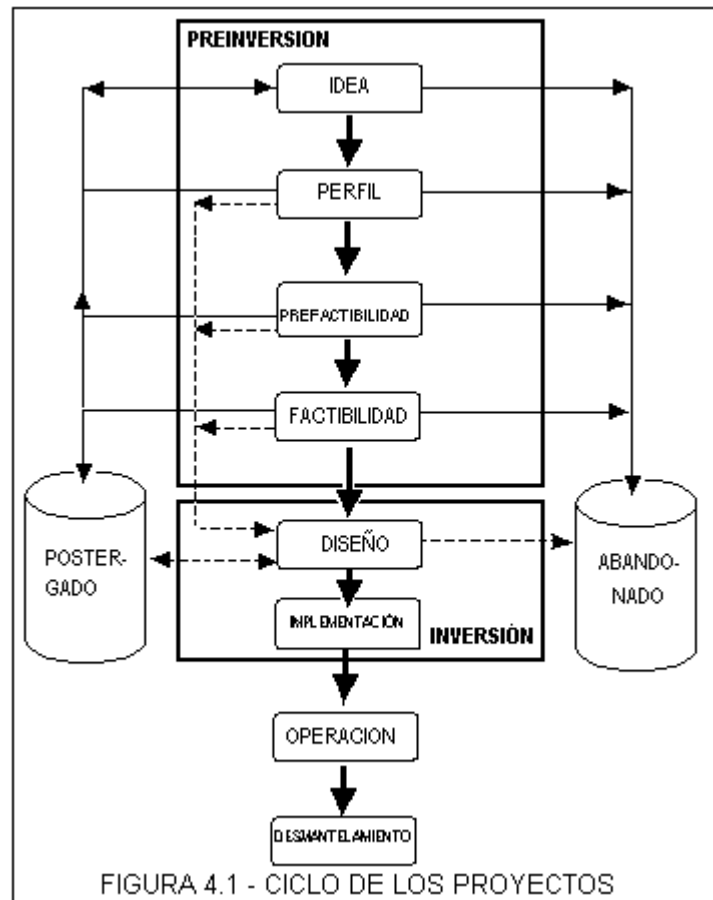 PREINVERSION
IDEA
PERFIL
PREFACTIBILIDAD
FACTIBILIDAD
POSTER-
GADO
DISEÑO
ABANDO-
NADO
IMPLEMENTACIÓN
INVERSIÓN
OPERACION
DESMANTELAMIENTO
FIGURA 4.1 - CICLO DE LOS PROYECTOS